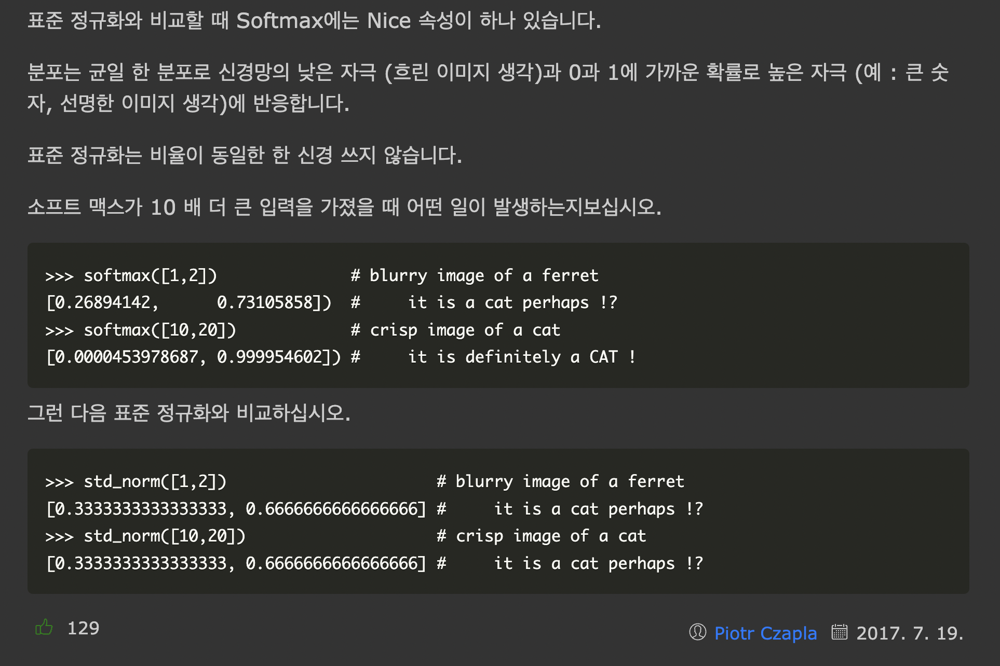 표준 정규화와 비교할 때 Softmax에는 Nice 속성이 하나 있습니다.
분포는 균일 한 분포로 신경망의 낮은 자극 (흐린 이미지 생각)과 0과 1에 가까운 확률로 높은 자극 (예 : 큰 숫
자, 선명한 이미지 생각)에 반응합니다.
표준 정규화는 비율이 동일한 한 신경 쓰지 않습니다.
소프트 맥스가 10 배 더 큰 입력을 가졌을 때 어떤 일이 발생하는지보십시오.
>>> softmax([1,2])              # blurry image of a ferret
[0.26894142,      0.73105858])  #     it is a cat perhaps !?
>>> softmax([10,20])            # crisp image of a cat
[0.0000453978687, 0.999954602]) #     it is definitely a CAT !
그런 다음 표준 정규화와 비교하십시오.
>>> std_norm([1,2])                      # blurry image of a ferret
[0.3333333333333333, 0.6666666666666666] #     it is a cat perhaps !?
>>> std_norm([10,20])                    # crisp image of a cat
[0.3333333333333333, 0.6666666666666666] #     it is a cat perhaps !?
129
Piotr Czapla 2017. 7. 19.